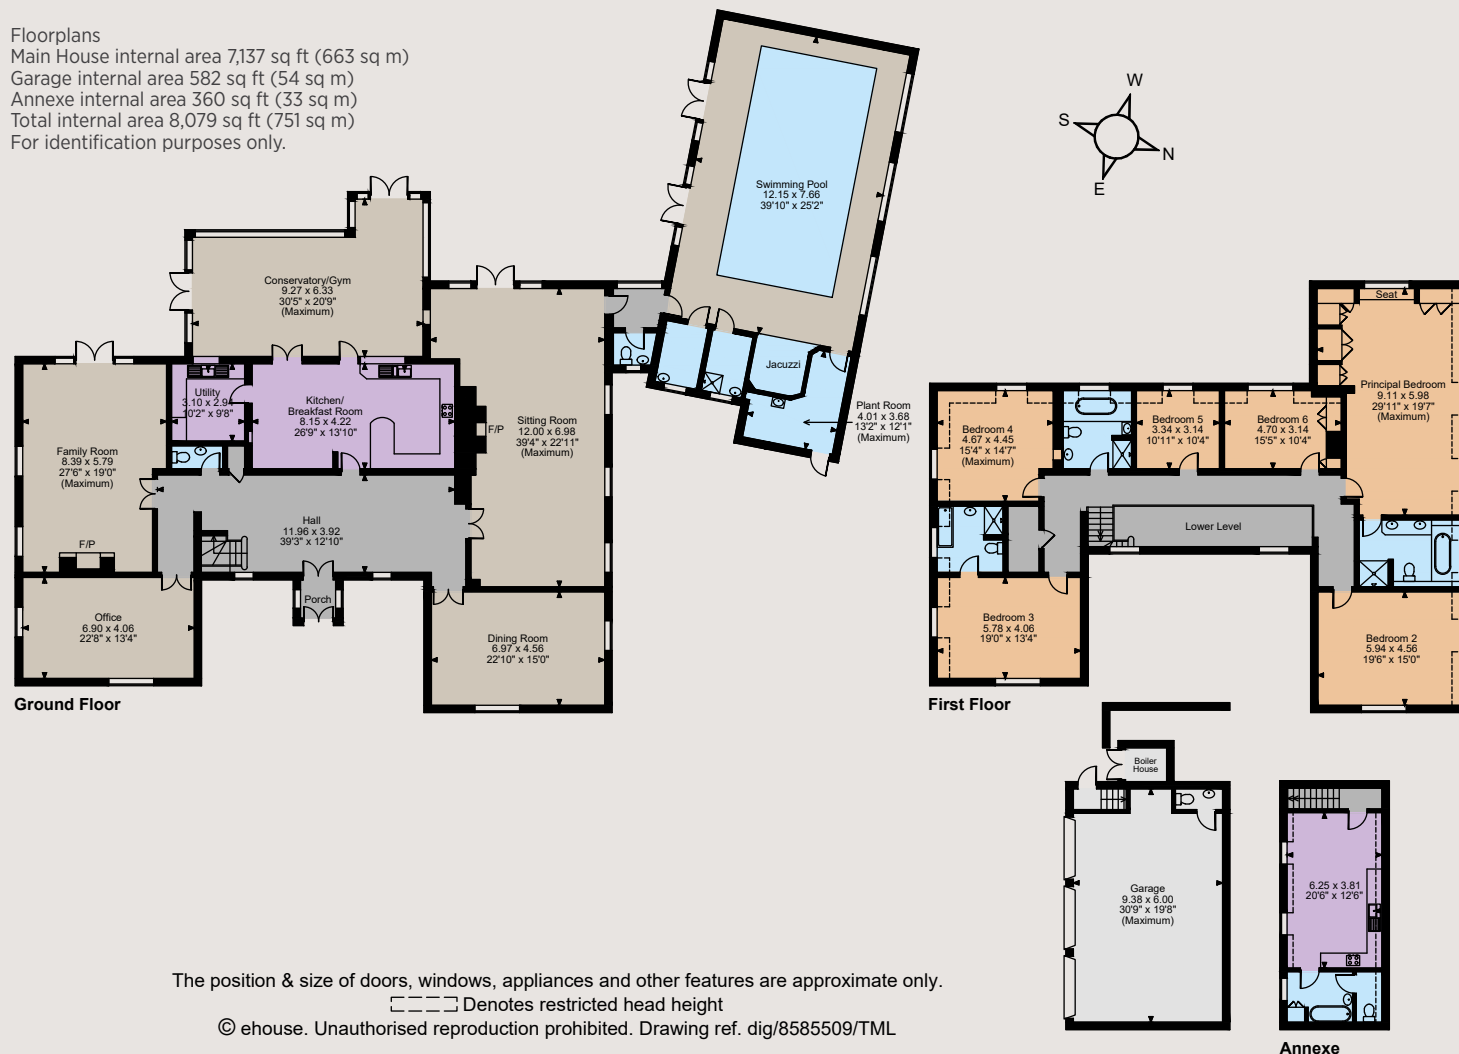 Floorplans
Main House internal area 7,137 sq ft (663 sq m)
Garage internal area 582 sq ft (54 sq m)
Annexe internal area 360 sq ft (33 sq m)
Total internal area 8,079 sq ft (751 sq m)
For identification purposes only.
W
S
N
E
Swimming Pool
12.15 x 7.66
39'10" x 25'2"
Conservatory/Gym
9.27 x 6.33
30'5" x 20'9"
(Maximum)
Jacuzzi
Plant Room
4.01 x 3.68
13'2" x 12'1"
(Maximum)
Utility
3.10 x 2.94
10'2" x 9'8"
Kitchen/
Breakfast Room
8.15 x 4.22
26'9" x 13'10"
F/P
Sitting Room
12.00 x 6.98
39'4" x 22'11"
(Maximum)
Family Room
8.39 x 5.79
27'6" x 19'0"
(Maximum)
F/P
Hall
11.96 x 3.92
39'3" x 12'10"
Porch
Office
6.90 x 4.06
22'8" x 13'4"
Dining Room
6.97 x 4.56
22'10" x 15'0"
Ground Floor
Seat
Principal Bedroom
9.11 x 5.98
29'11" x 19'7"
(Maximum)
Bedroom 4
4.67 x 4.45
15'4" x 14'7"
(Maximum)
Bedroom 5
3.34 x 3.14
10'11" x 10'4"
Bedroom 6
4.70 x 3.14
15'5" x 10'4"
Lower Level
Bedroom 3
5.78 x 4.06
19'0" x 13'4"
Bedroom 2
5.94 x 4.56
19'6" x 15'0"
First Floor
Boiler
House
Garage
9.38 x 6.00
30'9" x 19'8"
(Maximum)
6.25 x 3.81
20'6" x 12'6"
Annexe
The position & size of doors, windows, appliances and other features are approximate only.
Denotes restricted head height
© ehouse. Unauthorised reproduction prohibited. Drawing ref. dig/8585509/TML